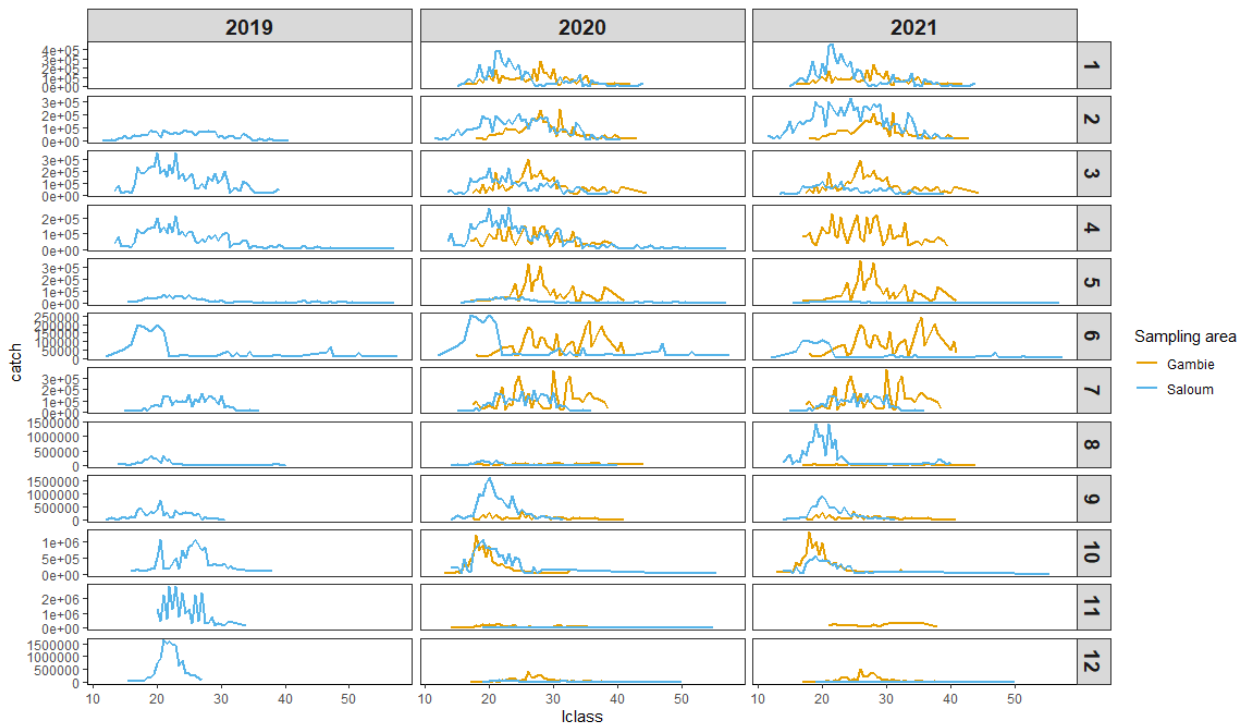 2019 2020 2021
4e+05
3e+05
2e+05
1e+05
0e+00
1
3e+05
2e+05
1e+05
0e+00
2
3e+05
2e+05
1e+05
0e+00
3
2e+05
1e+05
0e+00
4
3e+05
2e+05
1e+05
0e+00
5
250000
200000
150000
100000
50000
0
6
3e+05
2e+05
1e+05
0e+00
7
1500000
1000000
500000
0
8
1500000
1000000
500000
0
9
1e+06
5e+05
0e+00
10
2e+06
1e+06
0e+00
11
1500000
1000000
500000
0
12
10 20 30 40 50 10 20 30 40 50 10 20 30 40 50
lclass
catch
Sampling area
Gambie
Saloum